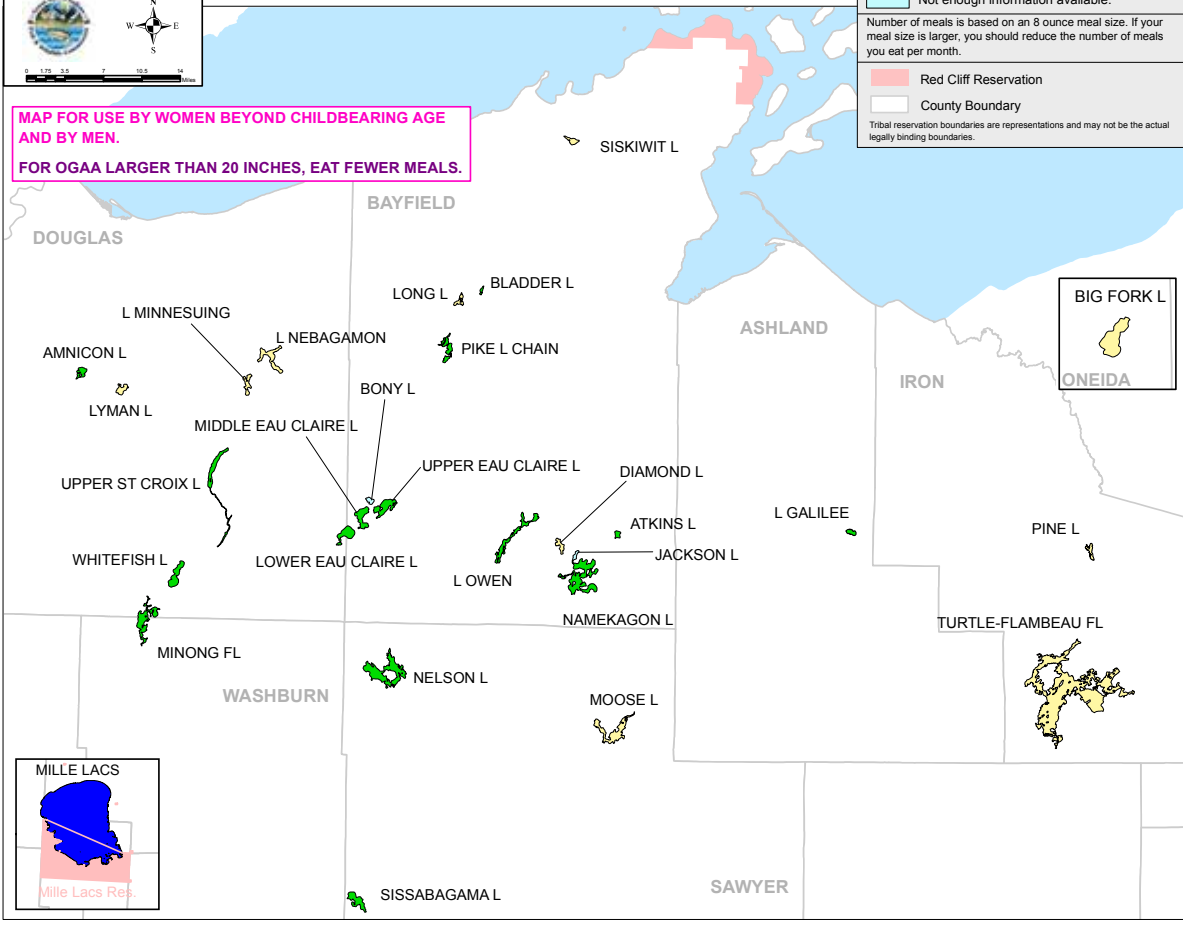 N
W
E
S
0 1.75 3.5 7 10.5 14
Miles
Not enough information available.
Number of meals is based on an 8 ounce meal size. If your
meal size is larger, you should reduce the number of meals
you eat per month.
Red Cliff Reservation
County Boundary
Tribal reservation boundaries are representations and may not be the actual
legally binding boundaries.
MAP FOR USE BY WOMEN BEYOND CHILDBEARING AGE
AND BY MEN.
FOR OGAA LARGER THAN 20 INCHES, EAT FEWER MEALS.
SISKIWIT L
BAYFIELD
DOUGLAS
BLADDER L
LONG L
BIG FORK L
L MINNESUING
ASHLAND
L NEBAGAMON
PIKE L CHAIN
AMNICON L
IRON
ONEIDA
BONY L
LYMAN L
MIDDLE EAU CLAIRE L
UPPER EAU CLAIRE L
DIAMOND L
UPPER ST CROIX L
L GALILEE
ATKINS L
PINE L
JACKSON L
WHITEFISH L
LOWER EAU CLAIRE L
L OWEN
NAMEKAGON L
TURTLE-FLAMBEAU FL
MINONG FL
NELSON L
WASHBURN
MOOSE L
MILLE LACS
Mille Lacs Res.
SAWYER
SISSABAGAMA L